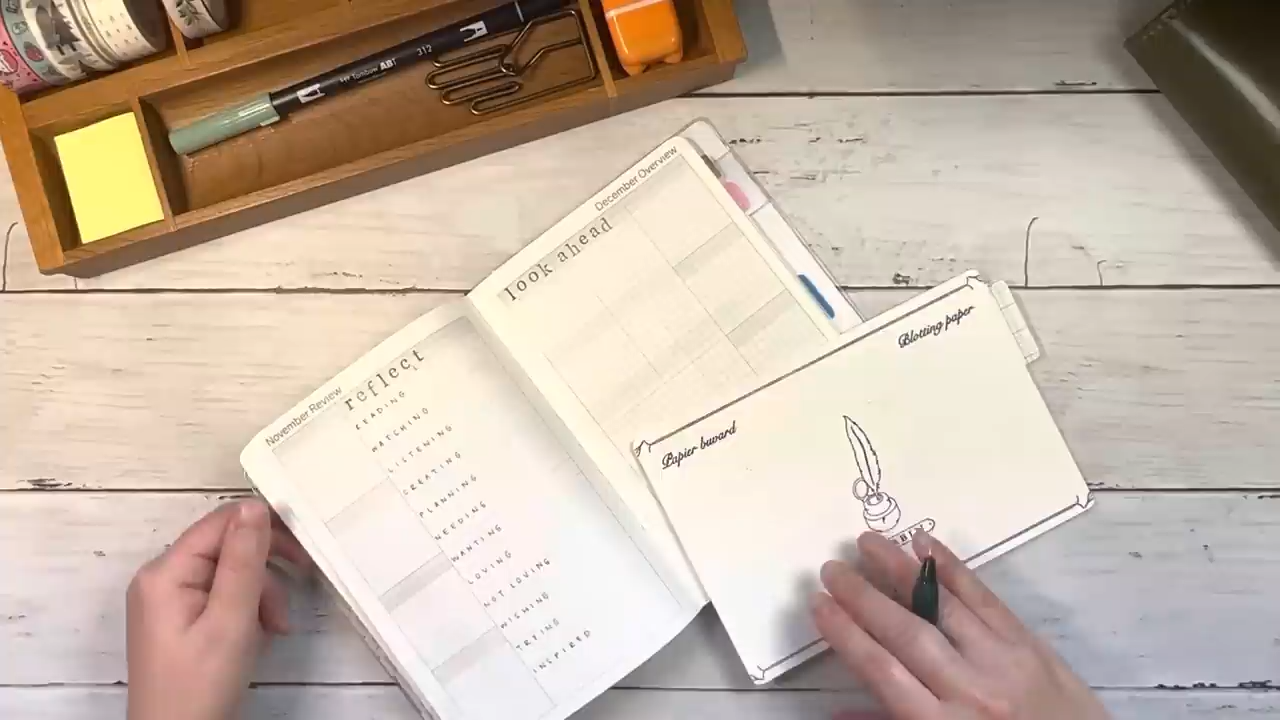 312
Tombow ABT
December Overview
look ahead
November Review
reflect
READING
WATCHING
LISTENING
CREATING
PLANNING
NEEDING
WANTING
LOVING
NOT LOVING
WISHING
TRYING
INSPIRED
Blotting paper
Papier buvard